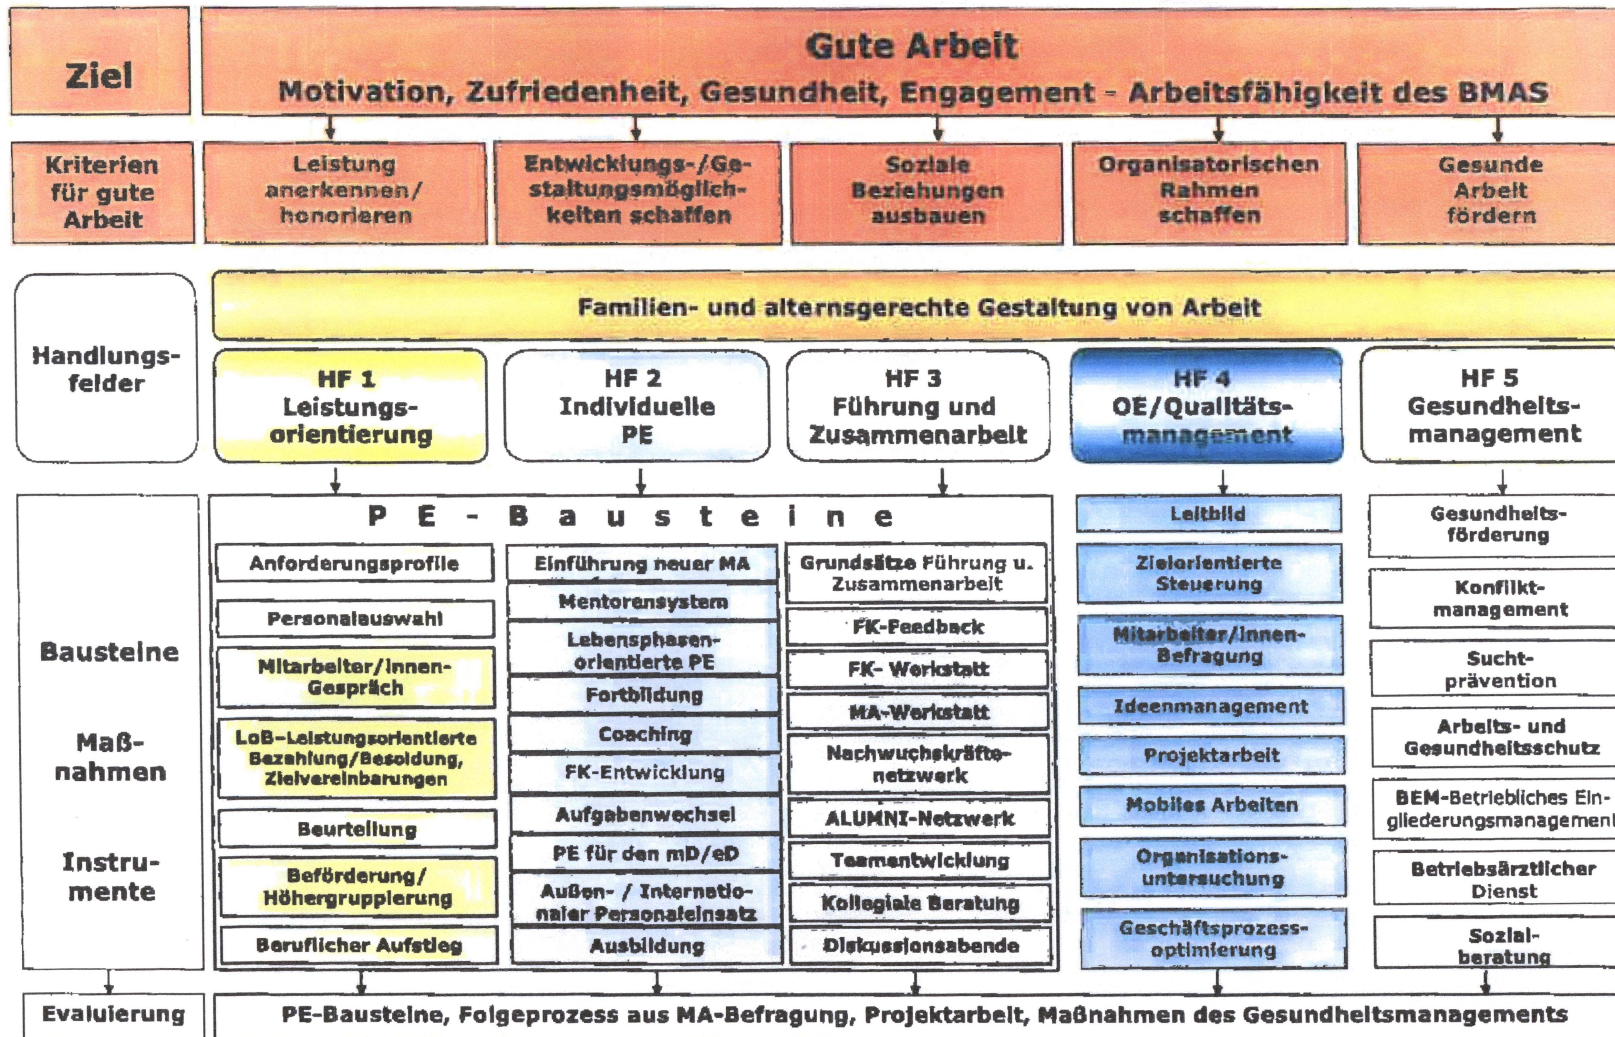 Ziel
Gute Arbeit
Motivation, Zufriedenheit, Gesundheit, Engagement - Arbeitsfähigkeit des BMAS
Kriterien
für gute
Arbeit
Leistung
anerkennen/
honorieren
Entwicklungs-/Ge-
staltungsmöglich-
keiten schaffen
Soziale
Beziehungen
ausbauen
Organisatorischen
Rahmen
schaffen
Gesunde
Arbeit
fördern
Handlungs-
felder
Familien- und alternsgerechte Gestaltung von Arbeit
HF 1
Leistungs-
orientierung
HF 2
Individuelle
PE
HF 3
Führung und
Zusammenarbeit
HF 4
OE/Qualitäts-
management
HF 5
Gesundheits-
management
Bausteine
Maß-
nahmen
Instru-
mente
PE-Bausteine
Anforderungsprofile
Personalauswahl
Mitarbeiter/innen-
Gespräch
LoB-Leistungsorientierte
Bezahlung/Besoldung,
Zielvereinbarungen
Beurteilung
Beförderung/
Höhergruppierung
Beruflicher Aufstieg
Einführung neuer MA
Mentorensystem
Lebensphasen-
orientierte PE
Fortbildung
Coaching
FK-Entwicklung
Aufgabenwechsel
PE für den mD/eD
Außen- / Internatio-
naler Personaleinsatz
Ausbildung
Grundsätze Führung u.
Zusammenarbeit
FK-Feedback
FK- Werkstatt
MA-Werkstatt
Nachwuchskräfte-
netzwerk
ALUMNI-Netzwerk
Teamentwicklung
Kollegiale Beratung
Diskussionsabende
Leitbild
Zielorientierte
Steuerung
Mitarbeiter/innen-
Befragung
Ideenmanagement
Projektarbeit
Mobiles Arbeiten
Organisations-
untersuchung
Geschäftsprozess-
optimierung
Gesundheits-
förderung
Konflikt-
management
Sucht-
prävention
Arbeits- und
Gesundheitsschutz
BEM-Betriebliches Ein-
gliederungsmanagement
Betriebsärztlicher
Dienst
Sozial-
beratung
Evaluierung
PE-Bausteine, Folgeprozess aus MA-Befragung, Projektarbeit, Maßnahmen des Gesundheitsmanagements